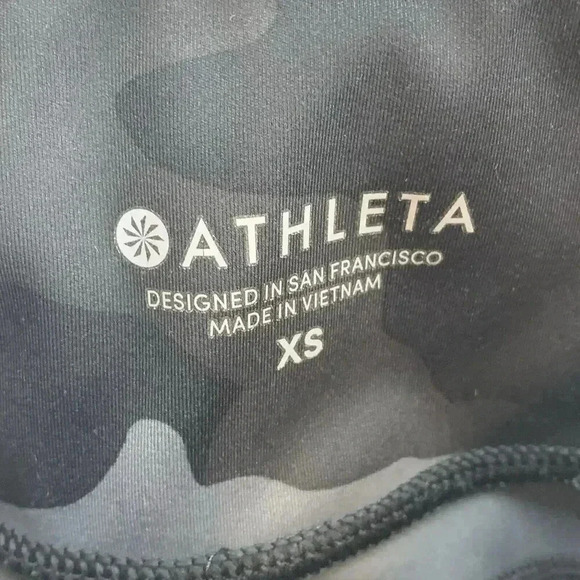 ATHLETA
DESIGNED IN SAN FRANCISCO
MADE IN VIETNAM
XS